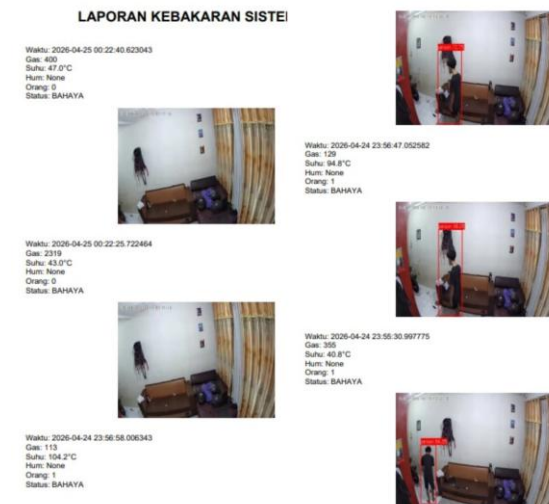 LAPORAN KEBAKARAN SISTE
Waktu: 2026-04-25 00:22:40.623043
Gas: 400
Suhu: 47.0°C
Hum: None
Orang: 0
Status: BAHAYA
Waktu: 2026-04-25 00:22:25.722464
Gas: 2319
Suhu: 43.0°C
Hum: None
Orang: 0
Status: BAHAYA
Waktu: 2026-04-24 23:56:58.006343
Gas: 113
Suhu: 104.2°C
Hum: None
Orang: 1
Status: BAHAYA
Waktu: 2026-04-24 23:56:47.052582
Gas: 129
Suhu: 94.8°C
Hum: None
Orang: 1
Status: BAHAYA
Waktu: 2026-04-24 23:55:30.997775
Gas: 355
Suhu: 40.8°C
Hum: None
Orang: 1
Status: BAHAYA